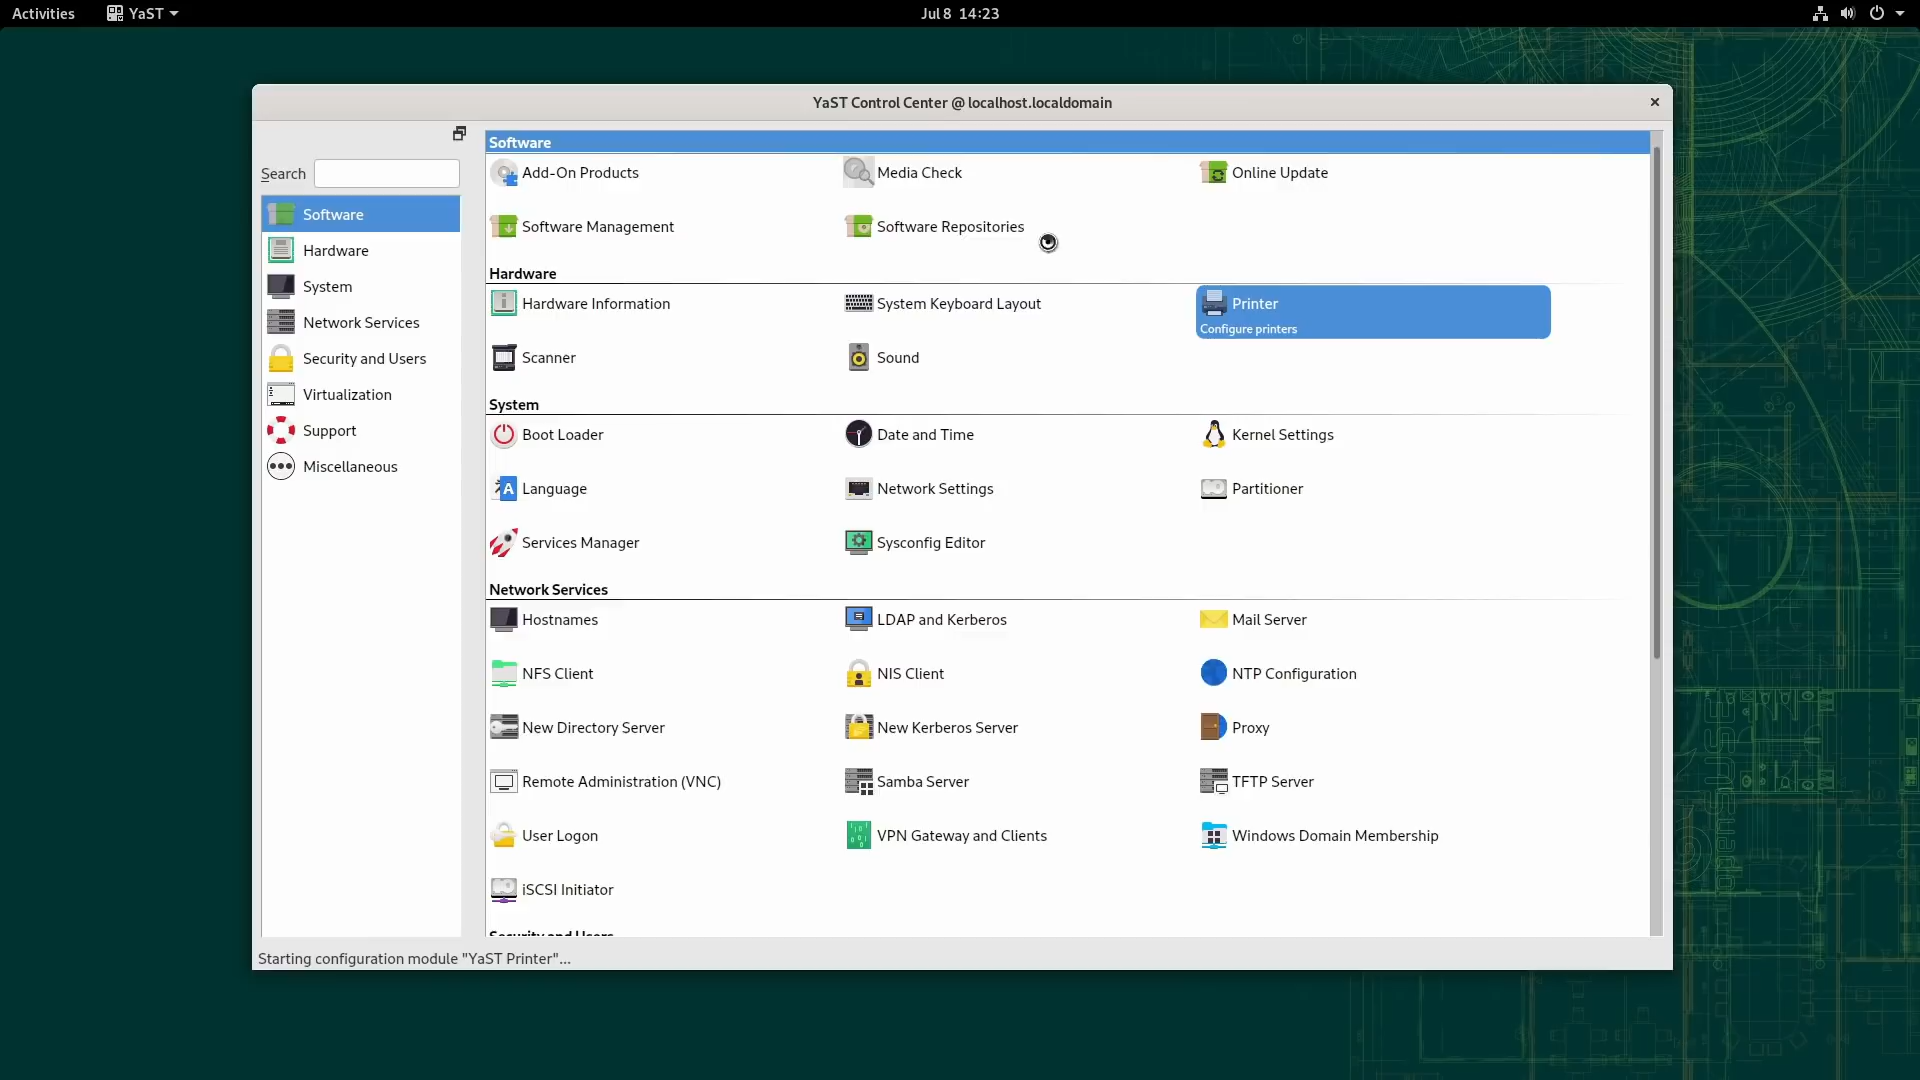 Activities
YaST
Jul 8 14:23
YaST Control Center @ localhost.localdomain
Search
Software
Hardware
System
Network Services
Security and Users
Virtualization
Support
Miscellaneous
Software
Add-On Products
Media Check
Online Update
Software Management
Software Repositories
Hardware
Hardware Information
System Keyboard Layout
Printer
Configure printers
Scanner
Sound
System
Boot Loader
Date and Time
Kernel Settings
Language
Network Settings
Partitioner
Services Manager
Sysconfig Editor
Network Services
Hostnames
LDAP and Kerberos
Mail Server
NFS Client
NIS Client
NTP Configuration
New Directory Server
New Kerberos Server
Proxy
Remote Administration (VNC)
Samba Server
TFTP Server
User Logon
VPN Gateway and Clients
Windows Domain Membership
iSCSI Initiator
Security and Users
Starting configuration module "YaST Printer"...
openSUSE